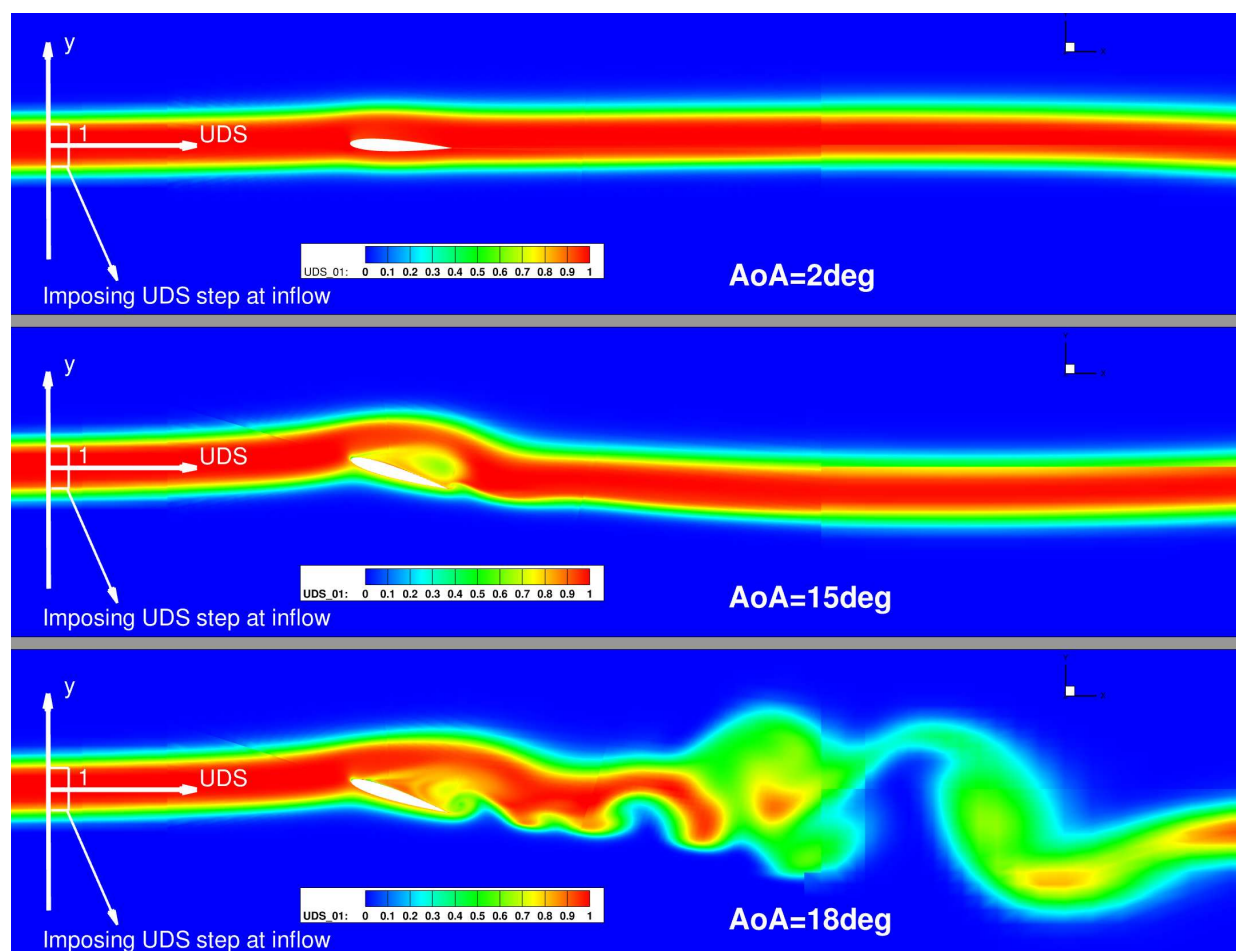 y
1
UDS
UDS_01: 0 0.1 0.2 0.3 0.4 0.5 0.6 0.7 0.8 0.9 1
AoA=2deg
Imposing UDS step at inflow
y
1
UDS
UDS_01: 0 0.1 0.2 0.3 0.4 0.5 0.6 0.7 0.8 0.9 1
AoA=15deg
Imposing UDS step at inflow
y
1
UDS
UDS_01: 0 0.1 0.2 0.3 0.4 0.5 0.6 0.7 0.8 0.9 1
AoA=18deg
Imposing UDS step at inflow